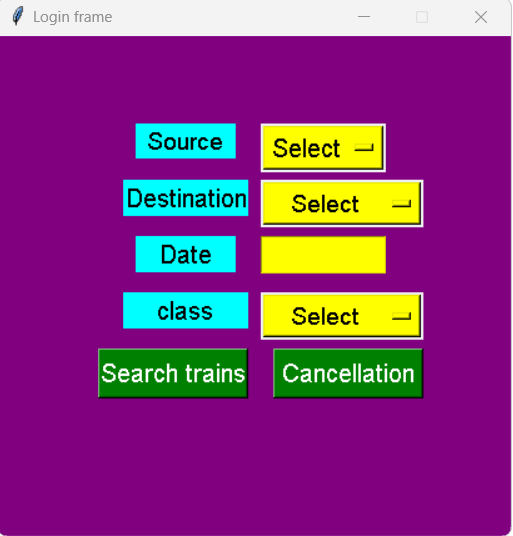 Login frame
Source Select
Destination Select
Date
class Select
Search trains Cancellation